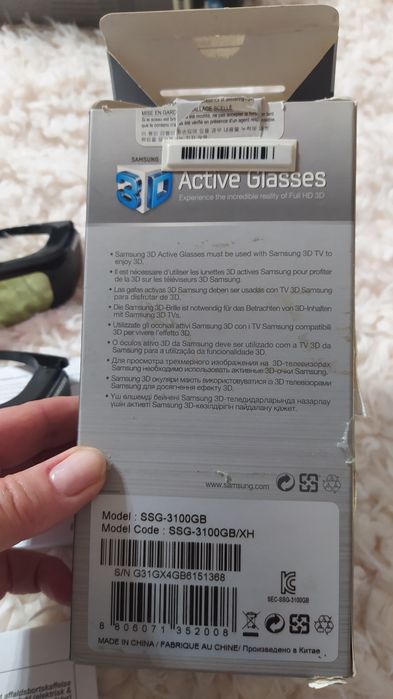 MISE EN GARDE
SAMSUNG
3D Active Glasses
Experience the incredible reality of Full HD 3D
• Samsung 3D Active Glasses must be used with Samsung 3D TV to
enjoy 3D.
• Il est nécessaire d'utiliser les lunettes 3D actives Samsung pour profiter
de la 3D sur les téléviseurs 3D Samsung.
• Las gafas activas 3D Samsung deben ser usadas con TV 3D Samsung
para disfrutar de 3D.
• Die Samsung 3D-Brille ist notwendig für das Betrachten von 3D-Inhalten
mit Samsung 3D TVs.
• Utilizzate gli occhiali attivi Samsung 3D con i TV Samsung compatibili
3D per vivere l'effetto 3D.
• O óculos ativo 3D da Samsung deve ser utilizado com a TV 3D da
Samsung para a utilização da funcionalidade 3D.
• Для просмотра трехмерного изображения на 3D-телевизорах
Samsung необходимо использовать активные 3D-очки Samsung.
• Samsung 3D окуляри мають використовуватися із 3D телевізорами
Samsung для досягнення ефекту 3D.
• Үш өлшемді бейнені Samsung 3D-теледидарларында назарлау
үшін активті Samsung 3D-көзілдірігін пайдалану қажет.
www.samsung.com
Model : SSG-3100GB
Model Code : SSG-3100GB/XH
S/N G31GX4GB6151368
SEC-SSG-3100GB
8 806071 352008
MADE IN CHINA / FABRIQUÉ AU CHINE/ Произведено в Китае